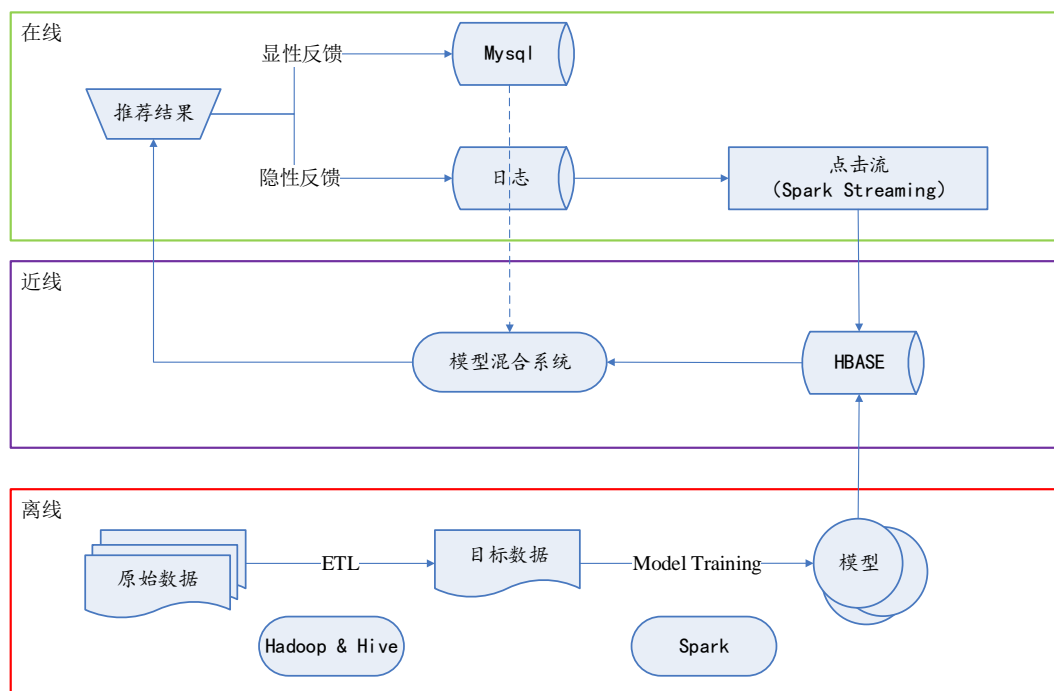 在线
显性反馈
Mysql
推荐结果
隐性反馈
日志
点击流
（Spark Streaming）
近线
模型混合系统
HBASE
离线
原始数据
ETL
目标数据
Model Training
模型
Hadoop & Hive
Spark